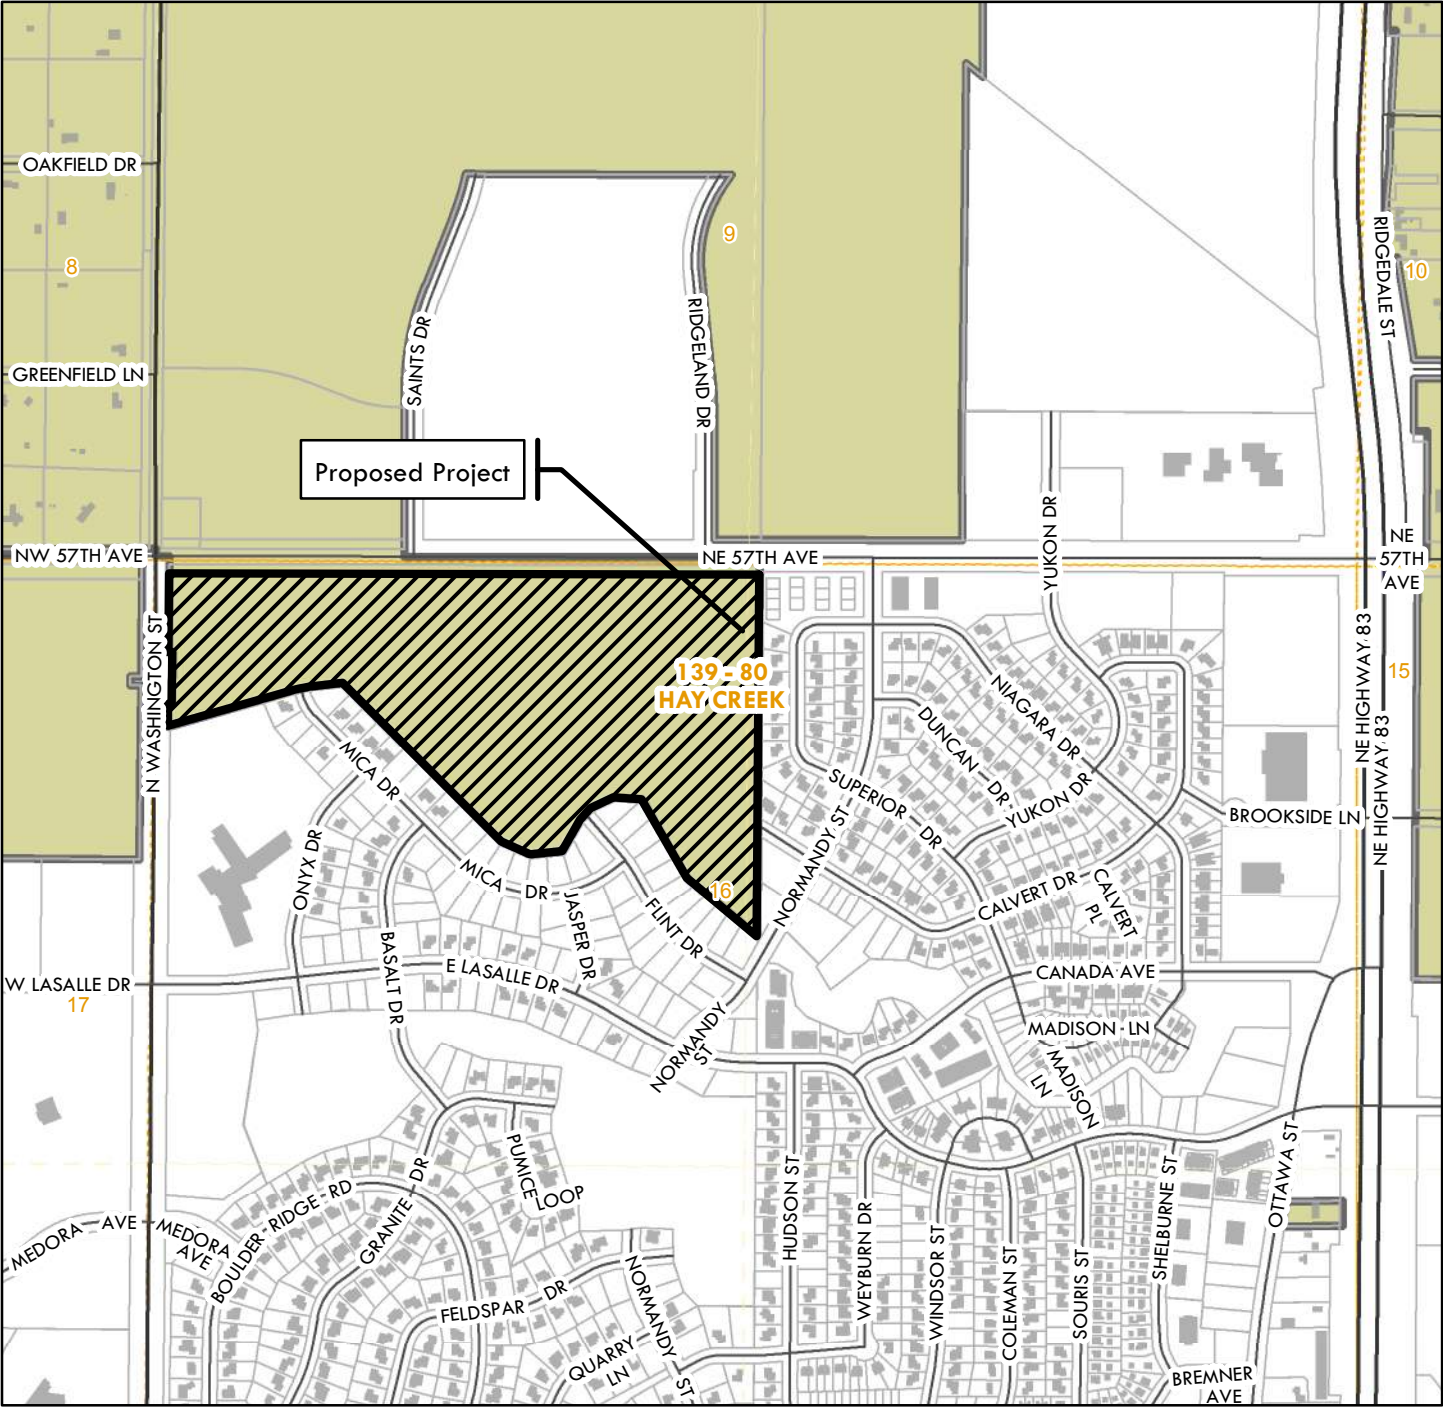 OAKFIELD DR
8
9
10
RIDGEDALE ST
SAINTS DR
RIDGELAND DR
GREENFIELD LN
Proposed Project
NW 57TH AVE
NE 57TH AVE
YUKON DR
NE
57TH
AVE
N WASHINGTON ST
139 - 80
HAY CREEK
NE HIGHWAY 83
15
NIAGARA DR
DUNCAN DR
MICA DR
SUPERIOR DR
YUKON DR
NE HIGHWAY 83
BROOKSIDE LN
ONYX DR
NORMANDY ST
MICA DR
16
JASPER DR
FLINT DR
CALVERT DR
CALVERT
PL
BASALT DR
E LASALLE DR
W LASALLE DR
17
CANADA AVE
NORMANDY
ST
MADISON LN
MADISON
LN
PUMICE
LOOP
MEDORA AVE
MEDORA
AVE
BOULDER RIDGE RD
GRANITE DR
HUDSON ST
WEYBURN DR
WINDSOR ST
COLEMAN ST
SOURIS ST
SHELBURNE ST
OTTAWA ST
FELDSPAR DR
NORMANDY ST
QUARRY
LN
BREMNER
AVE